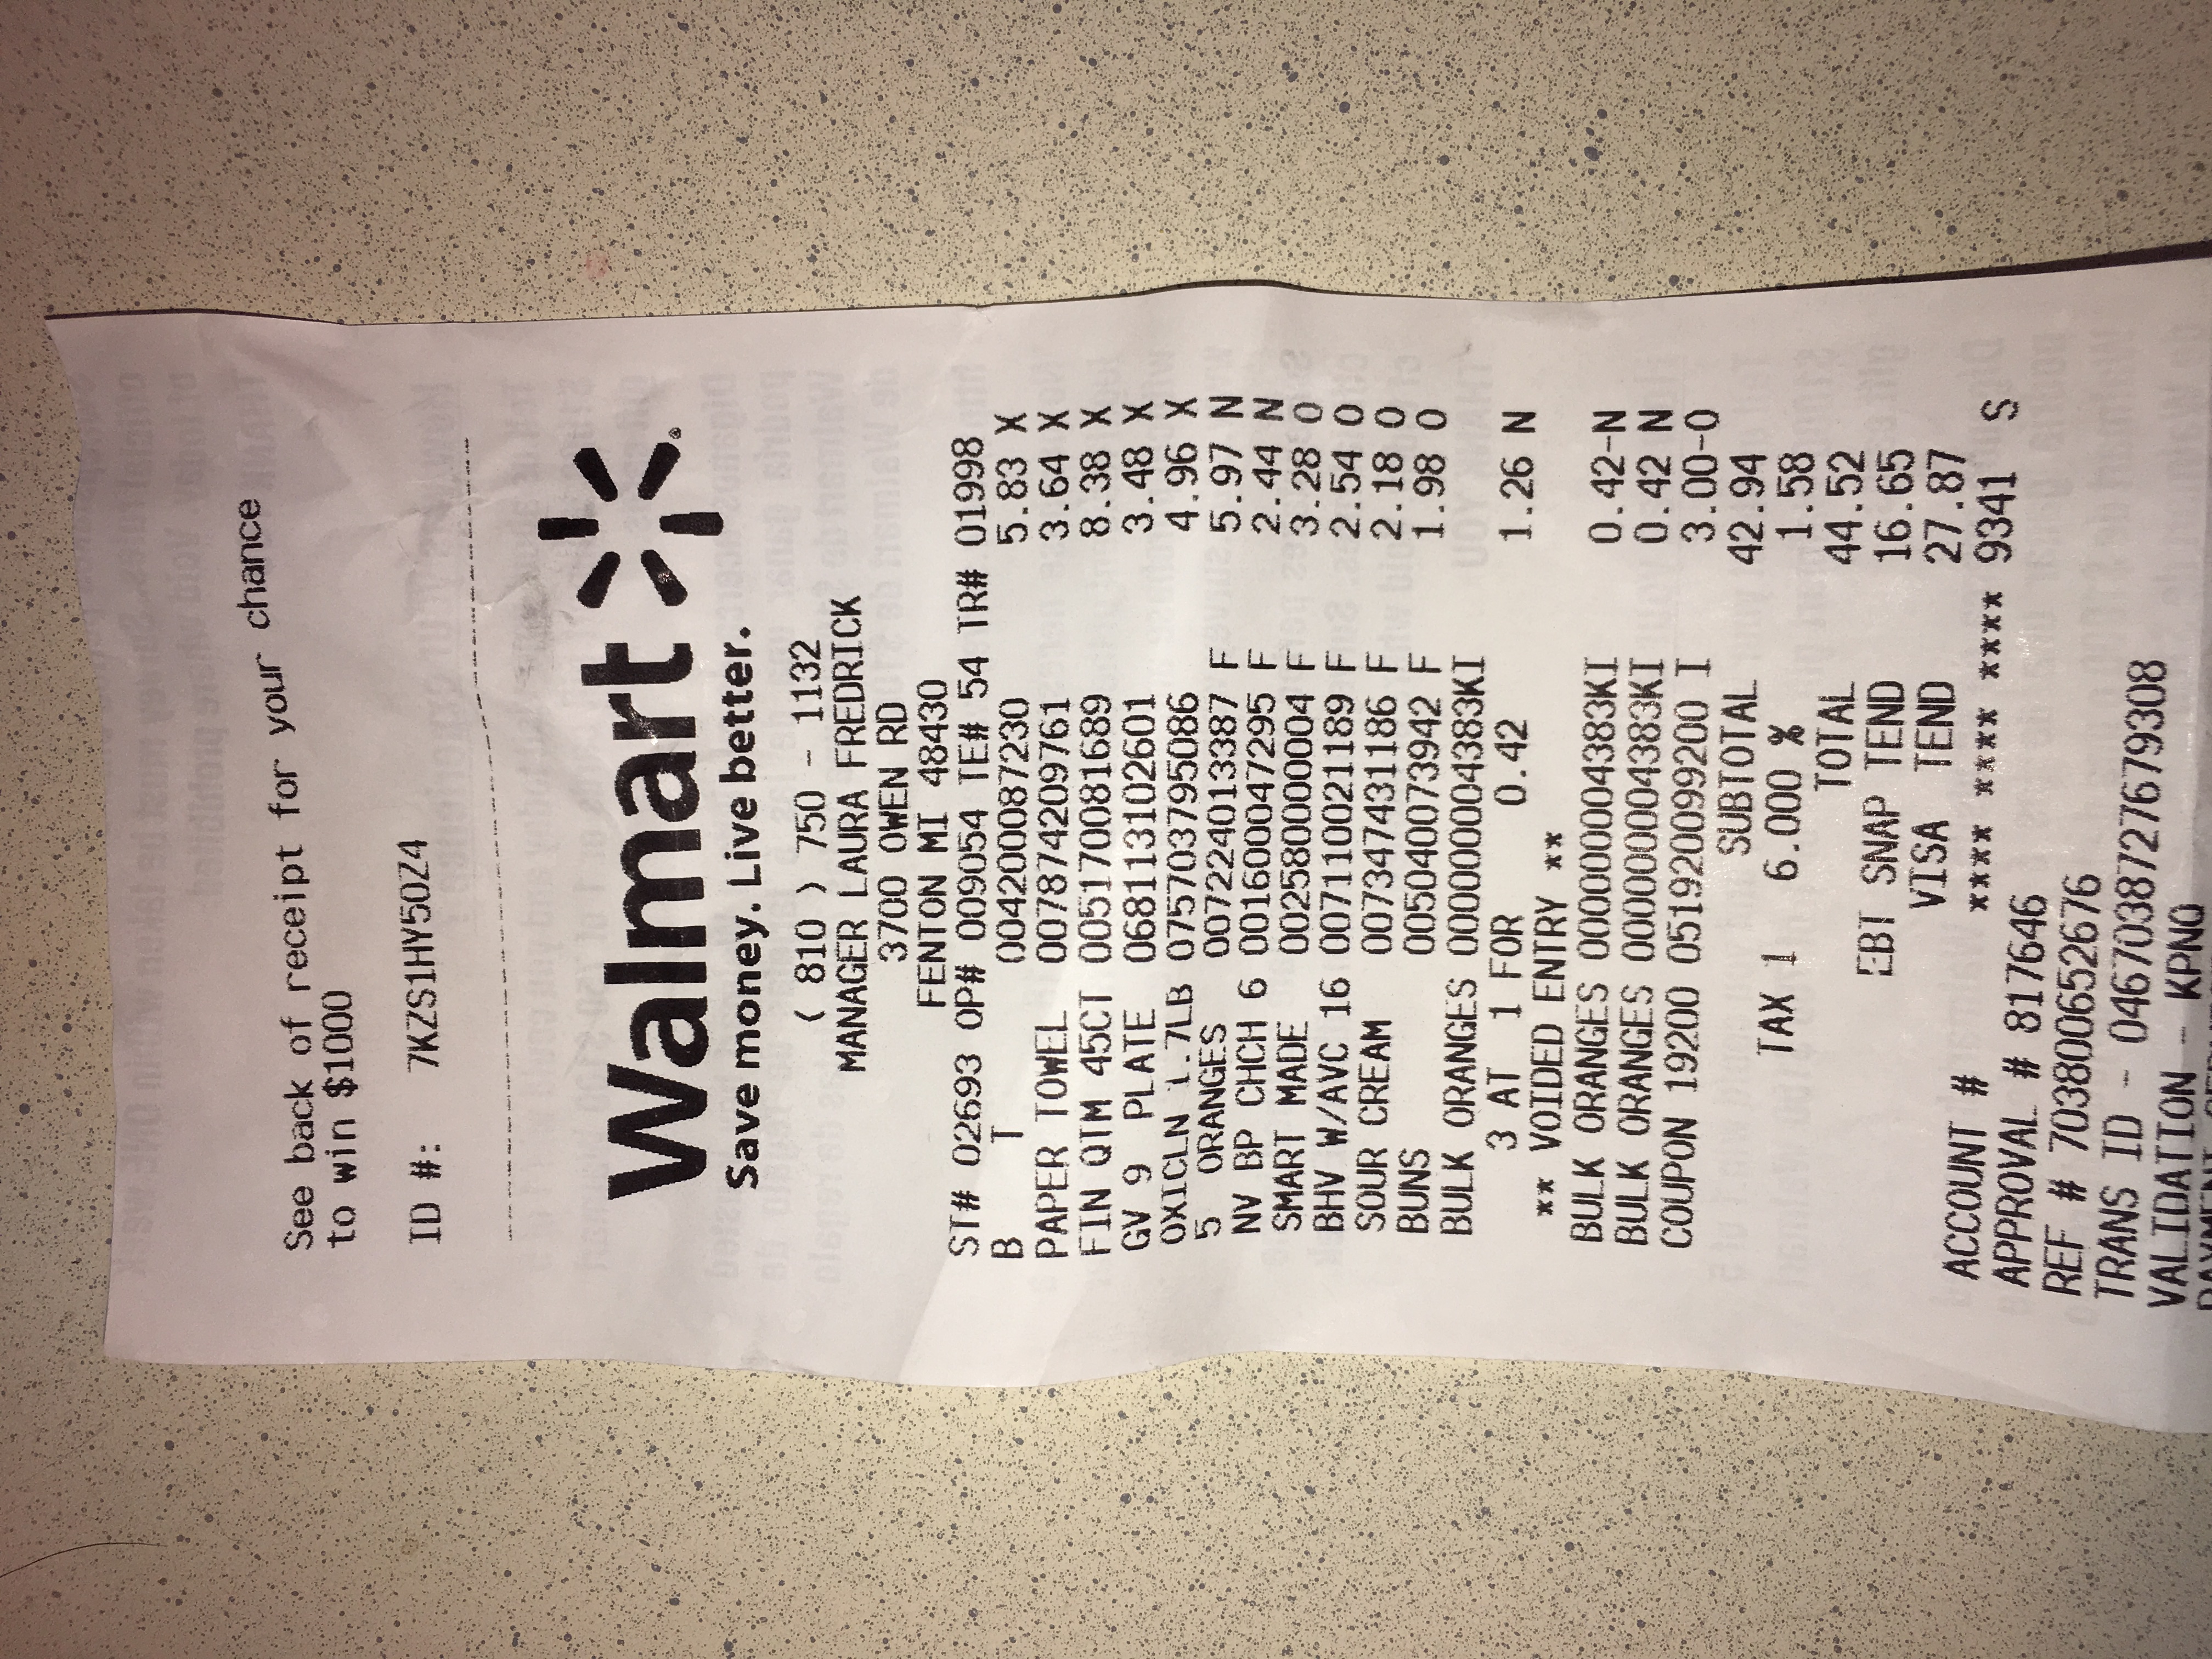 See back of receipt for your chance
to win $1000
ID #: 7KZS1HY50Z4
Walmart
Save money. Live better.
( 810 ) 750 - 1132
MANAGER LAURA FREDRICK
3700 OWEN RD
FENTON MI 48430
ST# 02693 OP# 009054 TE# 54 TR# 01998
B T 004200087230 5.83 X
PAPER TOWEL 007874209761 3.64 X
FIN QTM 45CT 005170081689 8.38 X
GV 9 PLATE 068113102601 3.48 X
OXICLN 1.7LB 075703795086 4.96 X
5 ORANGES 007224013387 F 5.97 N
NV BP CHCH 6 001600047295 F 2.44 N
SMART MADE 002580000004 F 3.28 O
BHV W/AVC 16 007110021189 F 2.54 O
SOUR CREAM 007347431186 F 2.18 O
BUNS 005040073942 F 1.98 O
BULK ORANGES 000000004383KI
3 AT 1 FOR 0.42 1.26 N
** VOIDED ENTRY **
BULK ORANGES 000000004383KI 0.42-N
BULK ORANGES 000000004383KI 0.42 N
COUPON 19200 051920099200 I 3.00-O
SUBTOTAL 42.94
TAX 1 6.000 % 1.58
TOTAL 44.52
EBT SNAP TEND 16.65
VISA TEND 27.87
ACCOUNT # **** **** **** 9341 S
APPROVAL # 817646
REF # 703800652676
TRANS ID - 0467038727679308
VALIDATION - KPNQ